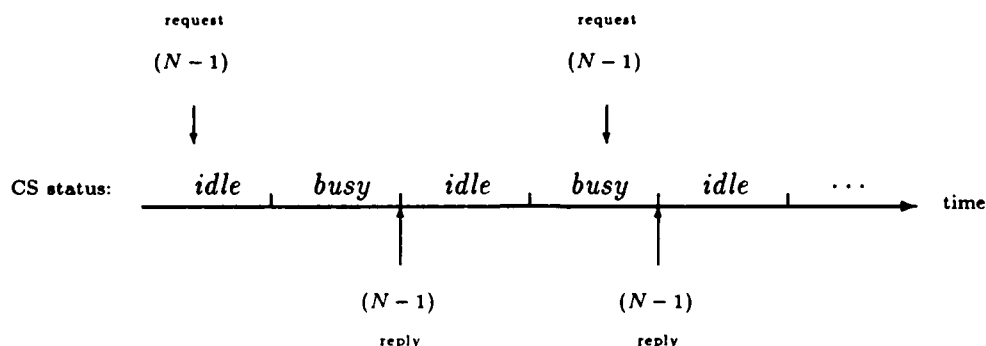 request request
(N − 1) (N − 1)
CS status: idle busy idle busy idle ···
time
(N − 1) (N − 1)
reply reply